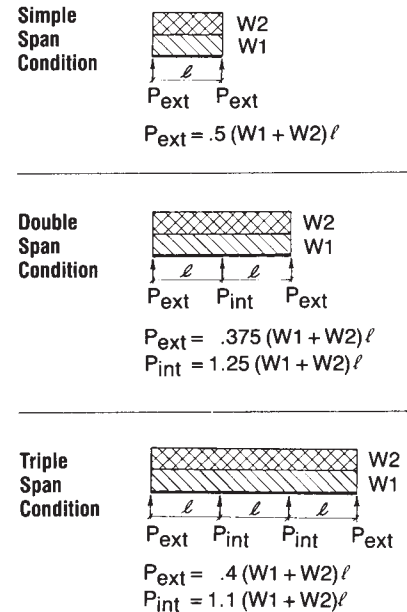 Simple
Span
Condition
W2
W1
ℓ
Pext Pext
Pext = .5 (W1 + W2) ℓ
Double
Span
Condition
W2
W1
ℓ ℓ
Pext Pint Pext
Pext = .375 (W1 + W2) ℓ
Pint = 1.25 (W1 + W2) ℓ
Triple
Span
Condition
W2
W1
ℓ ℓ ℓ
Pext Pint Pint Pext
Pext = .4 (W1 + W2) ℓ
Pint = 1.1 (W1 + W2) ℓ